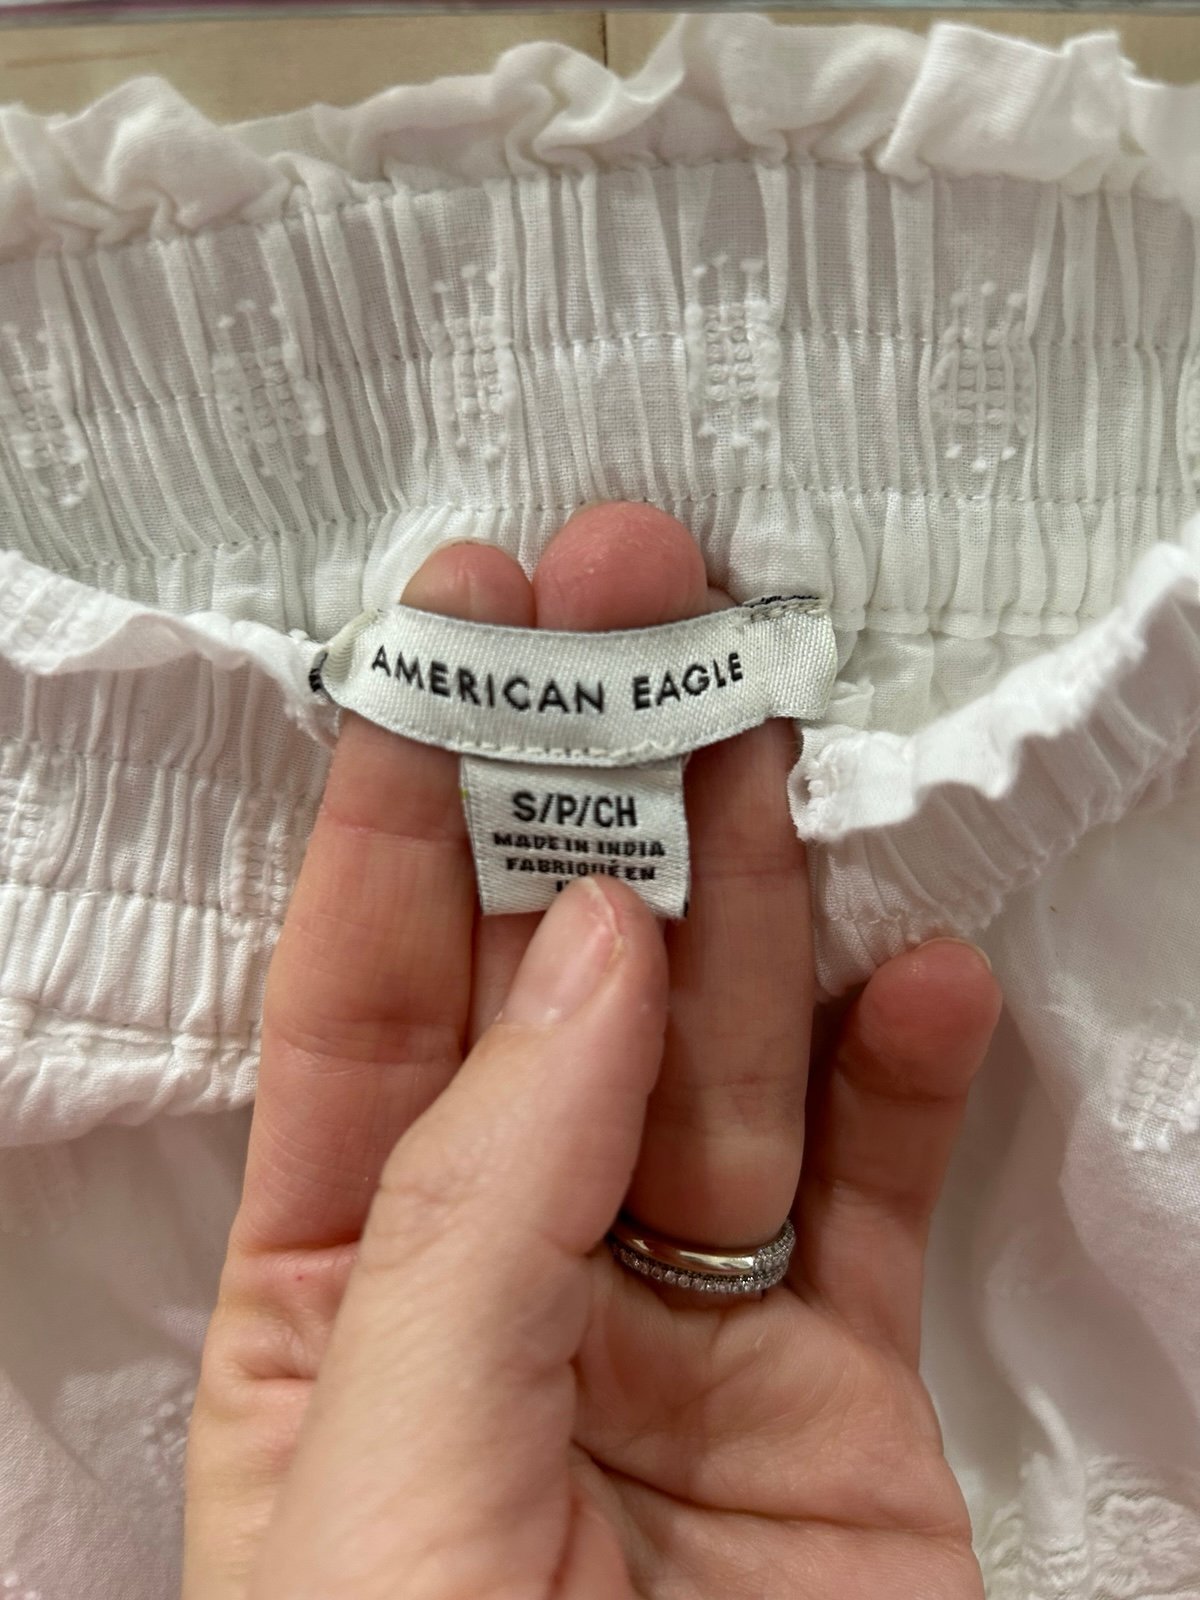 AMERICAN EAGLE
S/P/CH
MADE IN INDIA
FABRIQUÉ EN